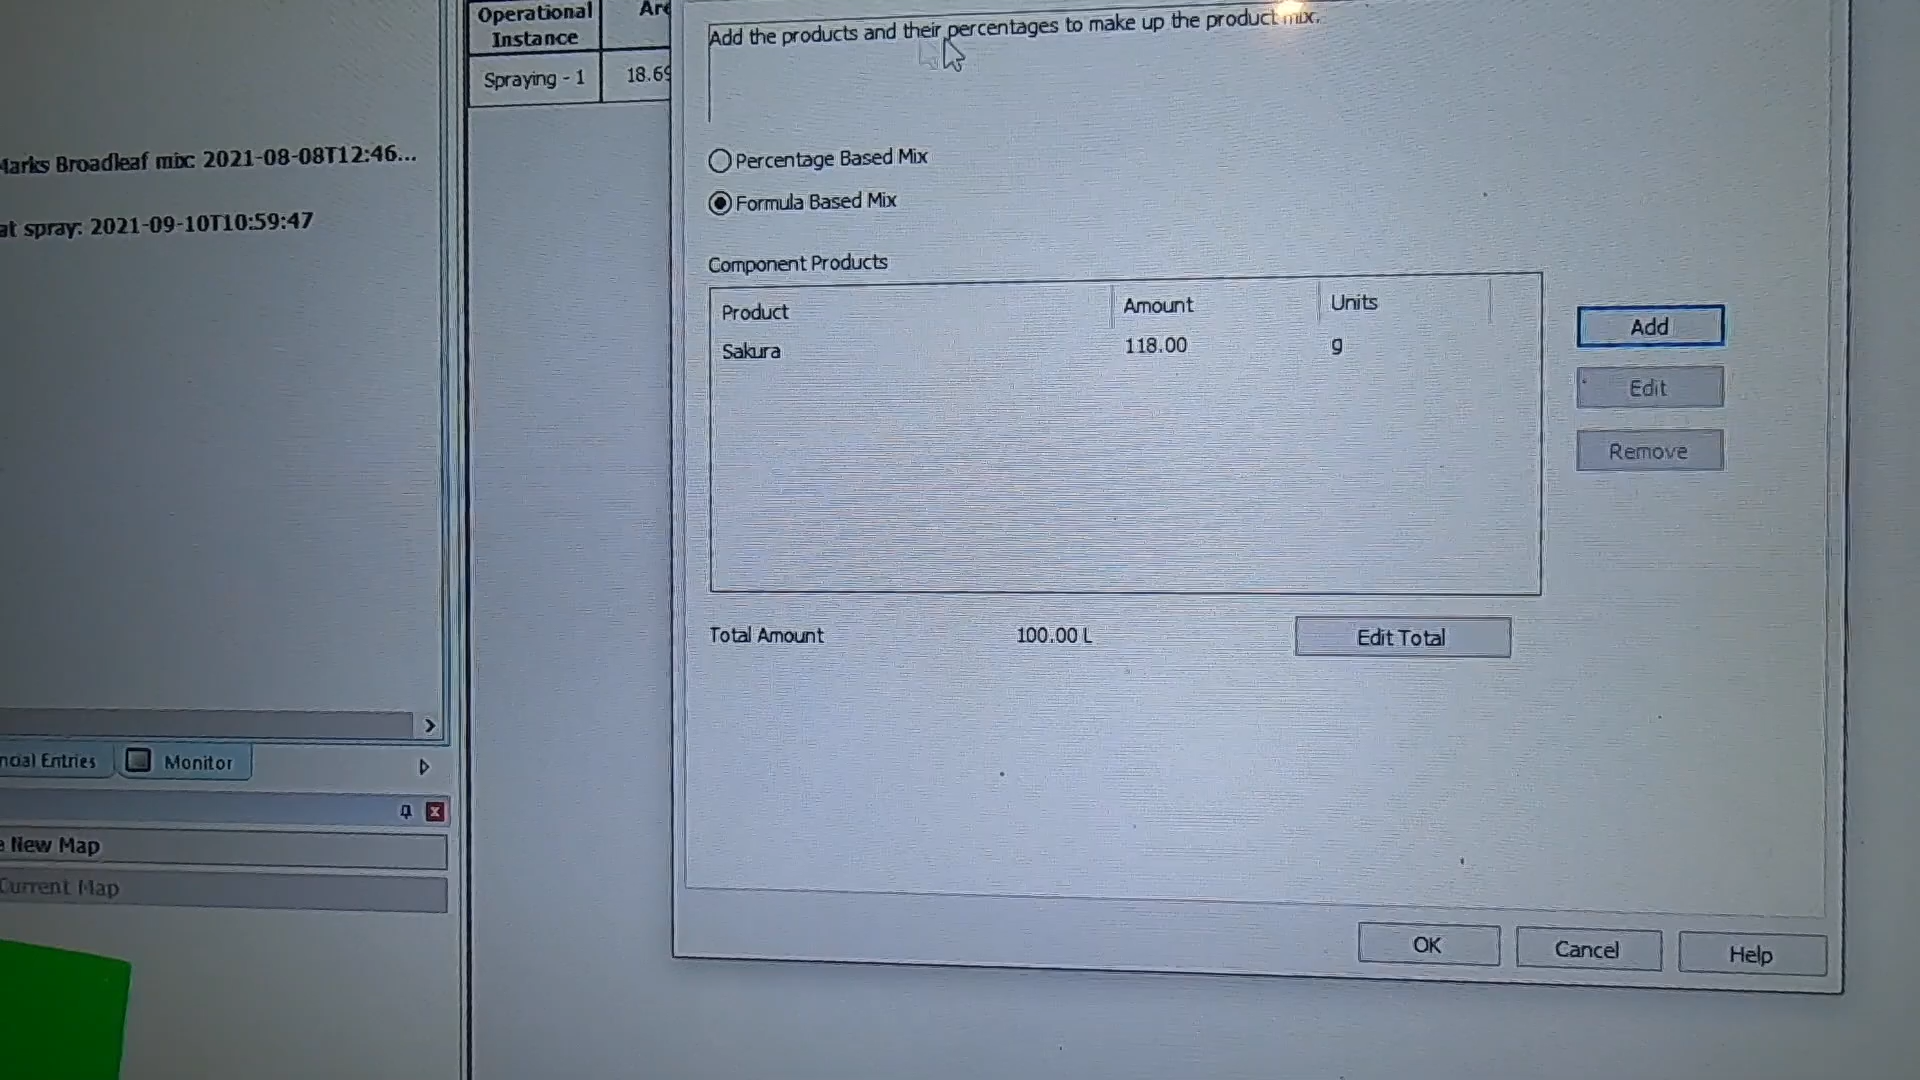 Operational
Instance
Spraying - 1
18.69
Marks Broadleaf mix: 2021-08-08T12:46...
at spray: 2021-09-10T10:59:47
Add the products and their percentages to make up the product mix.
Percentage Based Mix
Formula Based Mix
Component Products
Product Amount Units
Sakura 118.00 g
Add
Edit
Remove
Total Amount 100.00 L Edit Total
OK Cancel Help
Entries Monitor
New Map
Current Map